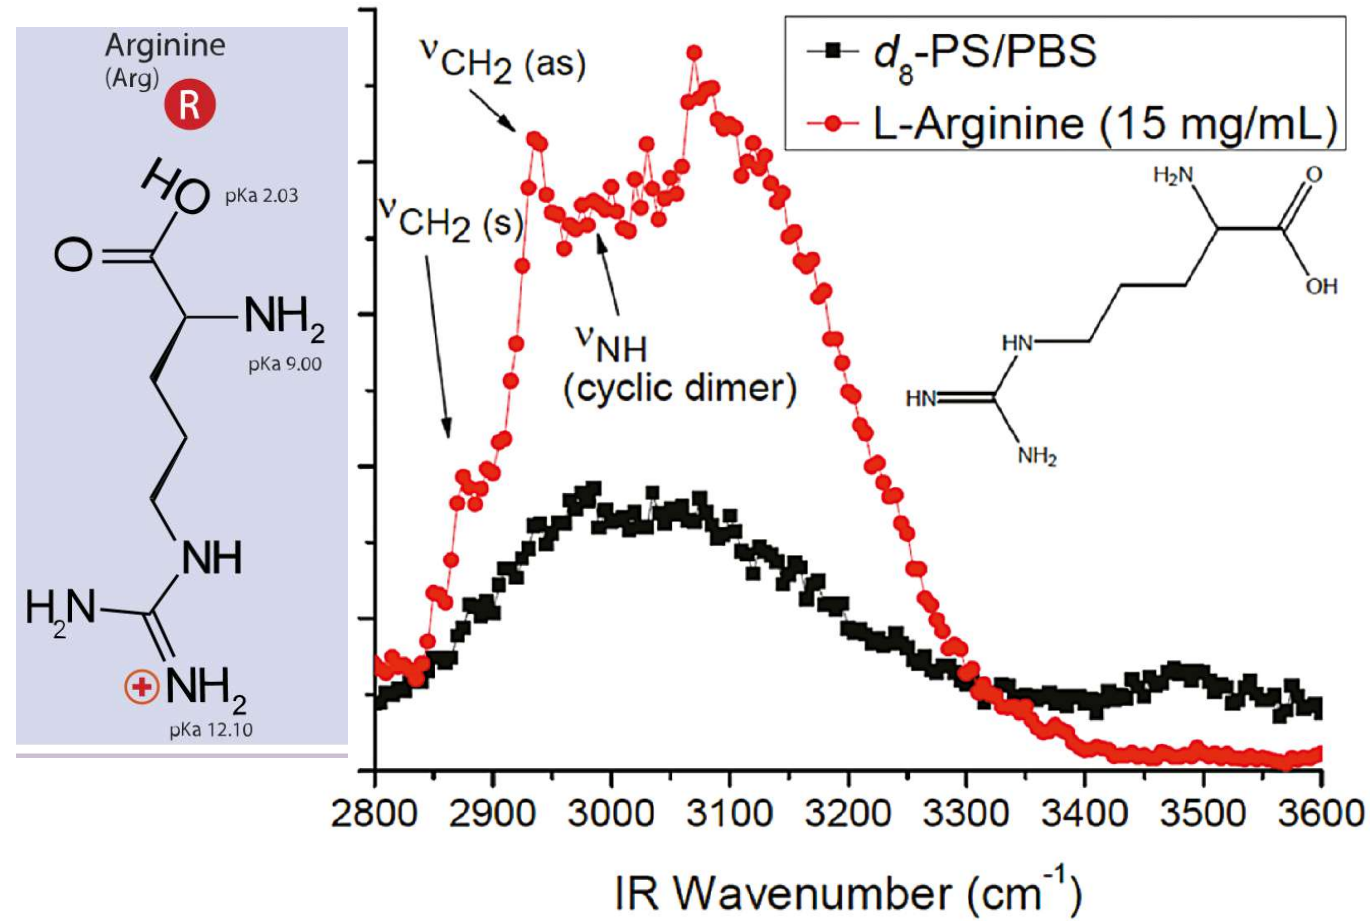 Arginine
(Arg)
R
HO
pKa 2.03
O
NH2
pKa 9.00
NH
H2N
⊕NH2
pKa 12.10
νCH2 (as)
νCH2 (s)
νNH
(cyclic dimer)
d8-PS/PBS
L-Arginine (15 mg/mL)
H2N
O
OH
HN
HN
NH2
2800 2900 3000 3100 3200 3300 3400 3500 3600
IR Wavenumber (cm-1)